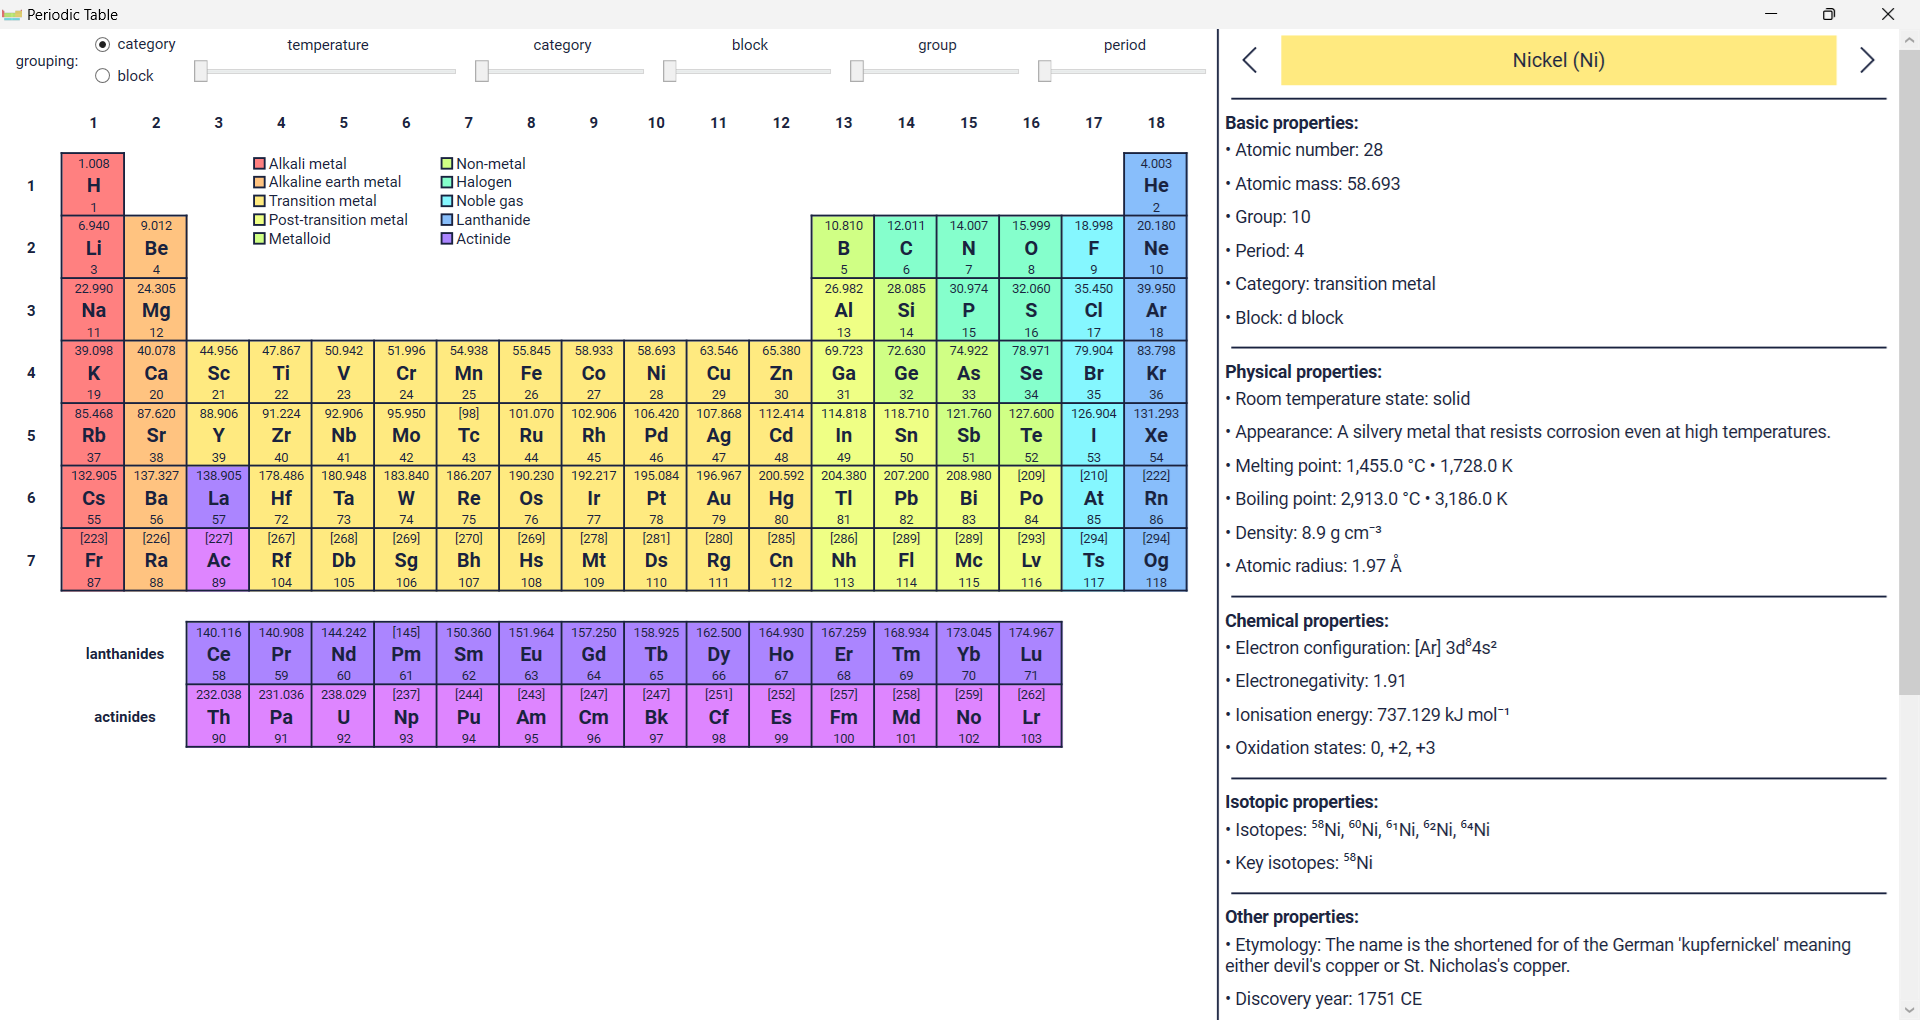 Periodic Table
grouping:
category
block
temperature
category
block
group
period
1 2 3 4 5 6 7 8 9 10 11 12 13 14 15 16 17 18
Alkali metal
Alkaline earth metal
Transition metal
Post-transition metal
Metalloid
Non-metal
Halogen
Noble gas
Lanthanide
Actinide
1.008 4.003
1 H He
1 2
6.940 9.012 10.810 12.011 14.007 15.999 18.998 20.180
2 Li Be B C N O F Ne
3 4 5 6 7 8 9 10
22.990 24.305 26.982 28.085 30.974 32.060 35.450 39.950
3 Na Mg Al Si P S Cl Ar
11 12 13 14 15 16 17 18
39.098 40.078 44.956 47.867 50.942 51.996 54.938 55.845 58.933 58.693 63.546 65.380 69.723 72.630 74.922 78.971 79.904 83.798
4 K Ca Sc Ti V Cr Mn Fe Co Ni Cu Zn Ga Ge As Se Br Kr
19 20 21 22 23 24 25 26 27 28 29 30 31 32 33 34 35 36
85.468 87.620 88.906 91.224 92.906 95.950 [98] 101.070 102.906 106.420 107.868 112.414 114.818 118.710 121.760 127.600 126.904 131.293
5 Rb Sr Y Zr Nb Mo Tc Ru Rh Pd Ag Cd In Sn Sb Te I Xe
37 38 39 40 41 42 43 44 45 46 47 48 49 50 51 52 53 54
132.905 137.327 138.905 178.486 180.948 183.840 186.207 190.230 192.217 195.084 196.967 200.592 204.380 207.200 208.980 [209] [210] [222]
6 Cs Ba La Hf Ta W Re Os Ir Pt Au Hg Tl Pb Bi Po At Rn
55 56 57 72 73 74 75 76 77 78 79 80 81 82 83 84 85 86
[223] [226] [227] [267] [268] [269] [270] [269] [278] [281] [280] [285] [286] [289] [289] [293] [294] [294]
7 Fr Ra Ac Rf Db Sg Bh Hs Mt Ds Rg Cn Nh Fl Mc Lv Ts Og
87 88 89 104 105 106 107 108 109 110 111 112 113 114 115 116 117 118
140.116 140.908 144.242 [145] 150.360 151.964 157.250 158.925 162.500 164.930 167.259 168.934 173.045 174.967
lanthanides Ce Pr Nd Pm Sm Eu Gd Tb Dy Ho Er Tm Yb Lu
58 59 60 61 62 63 64 65 66 67 68 69 70 71
232.038 231.036 238.029 [237] [244] [243] [247] [247] [251] [252] [257] [258] [259] [262]
actinides Th Pa U Np Pu Am Cm Bk Cf Es Fm Md No Lr
90 91 92 93 94 95 96 97 98 99 100 101 102 103
Nickel (Ni)
Basic properties:
• Atomic number: 28
• Atomic mass: 58.693
• Group: 10
• Period: 4
• Category: transition metal
• Block: d block
Physical properties:
• Room temperature state: solid
• Appearance: A silvery metal that resists corrosion even at high temperatures.
• Melting point: 1,455.0 °C • 1,728.0 K
• Boiling point: 2,913.0 °C • 3,186.0 K
• Density: 8.9 g cm⁻³
• Atomic radius: 1.97 Å
Chemical properties:
• Electron configuration: [Ar] 3d⁸4s²
• Electronegativity: 1.91
• Ionisation energy: 737.129 kJ mol⁻¹
• Oxidation states: 0, +2, +3
Isotopic properties:
• Isotopes: ⁵⁸Ni, ⁶⁰Ni, ⁶¹Ni, ⁶²Ni, ⁶⁴Ni
• Key isotopes: ⁵⁸Ni
Other properties:
• Etymology: The name is the shortened for of the German 'kupfernickel' meaning
either devil's copper or St. Nicholas's copper.
• Discovery year: 1751 CE